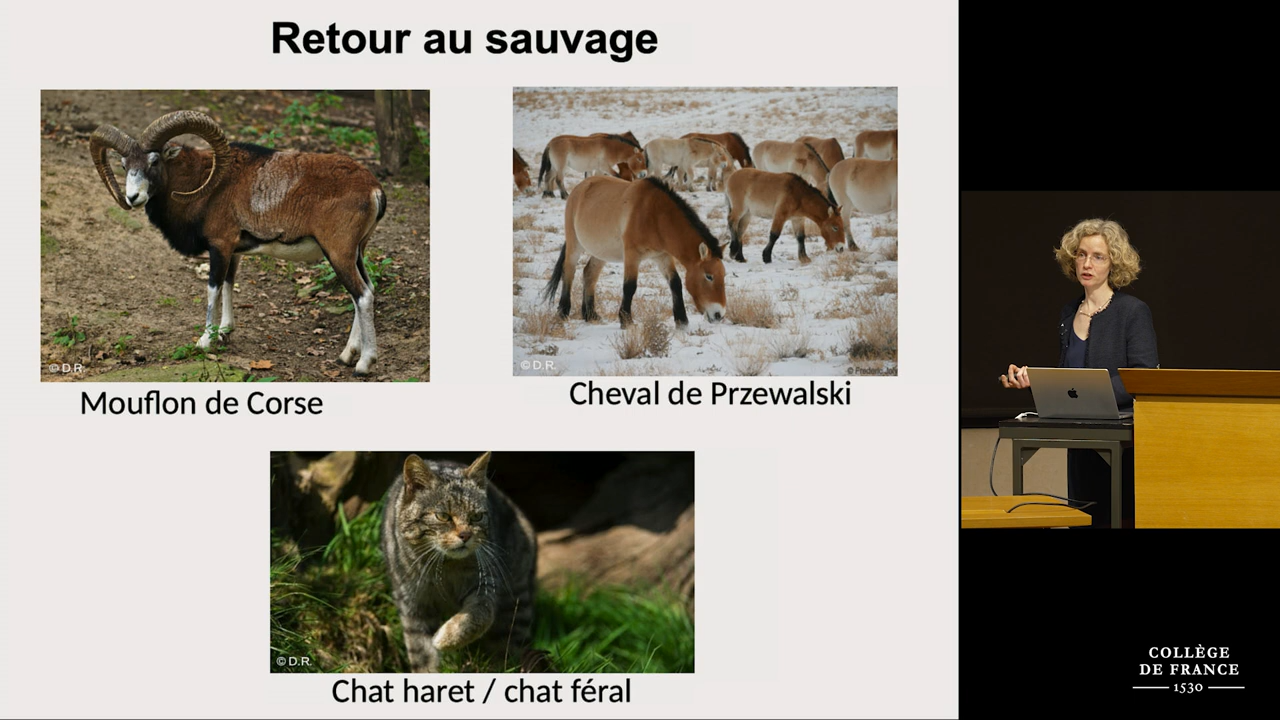 Retour au sauvage
© D.R.
© D.R.
Mouflon de Corse
Cheval de Przewalski
© D.R.
Chat haret / chat féral
COLLÈGE
DE FRANCE
1530